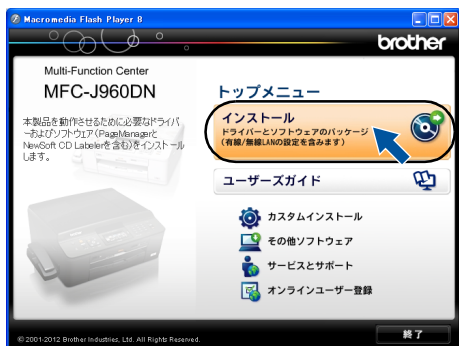 Macromedia Flash Player 8
brother
Multi-Function Center
MFC-J960DN
本製品を動作させるために必要なドライバ
ーおよびソフトウェア(PageManagerと
NewSoft CD Labelerを含む)をインストール
します。
トップメニュー
インストール
ドライバーとソフトウェアのパッケージ
(有線/無線LANの設定を含みます)
ユーザーズガイド
カスタムインストール
その他ソフトウェア
サービスとサポート
オンラインユーザー登録
© 2001-2012 Brother Industries, Ltd. All Rights Reserved.
終了